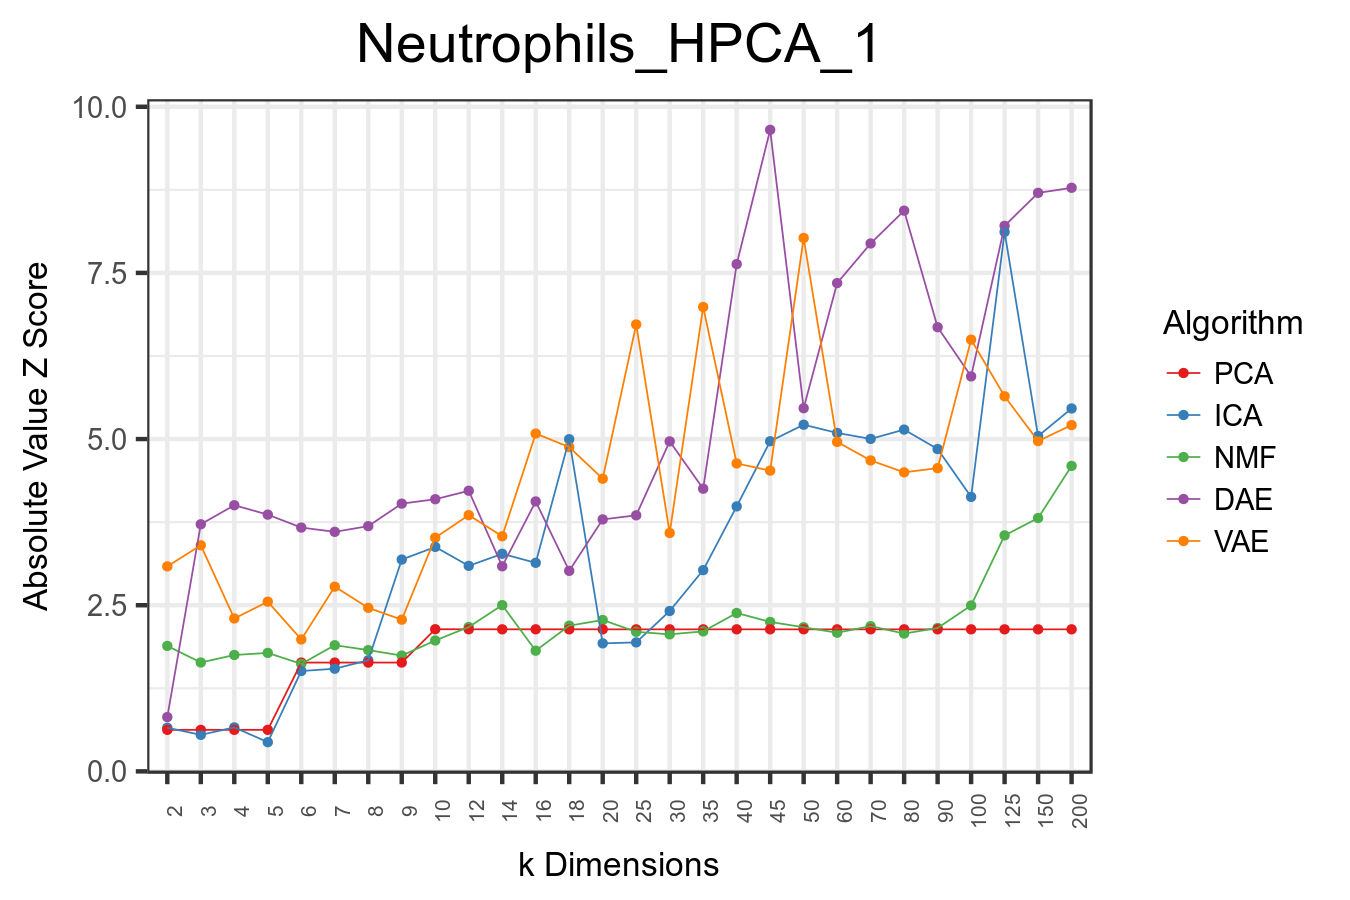 Neutrophils_HPCA_1
Absolute Value Z Score
10.0
7.5
5.0
2.5
0.0
2 3 4 5 6 7 8 9 10 12 14 16 18 20 25 30 35 40 45 50 60 70 80 90 100 125 150 200
k Dimensions
Algorithm
PCA
ICA
NMF
DAE
VAE